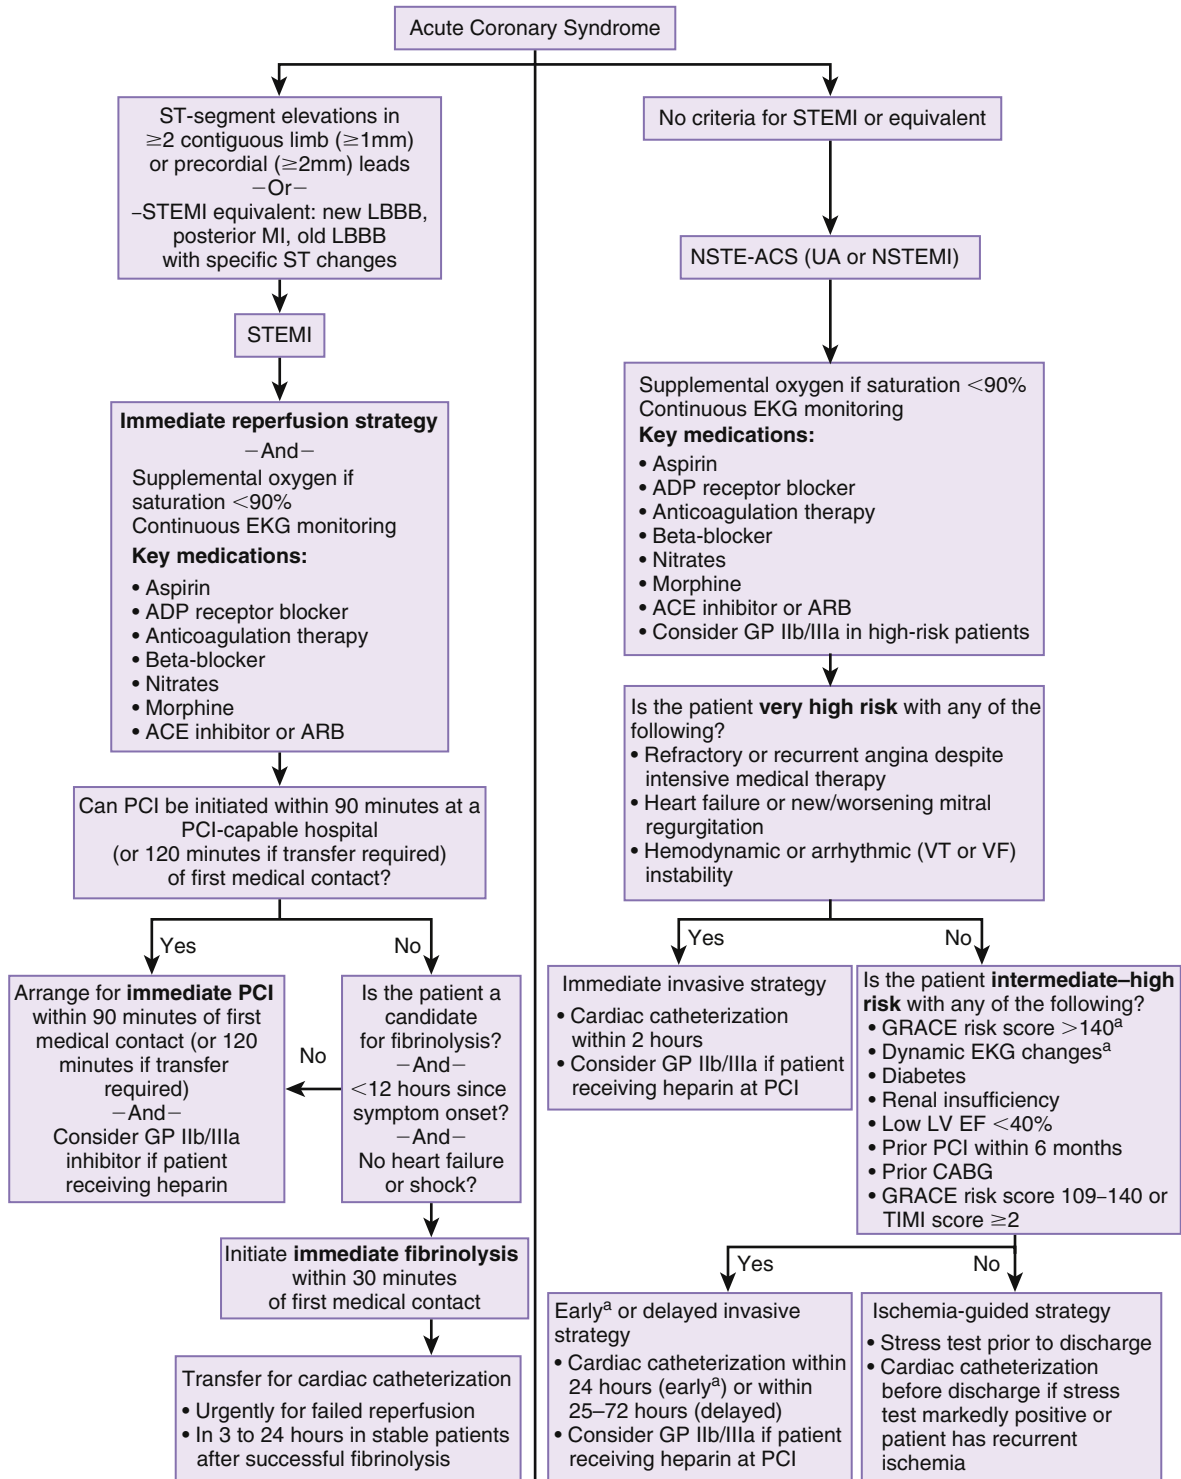 Acute Coronary Syndrome
ST-segment elevations in
≥2 contiguous limb (≥1mm)
or precordial (≥2mm) leads
–Or–
–STEMI equivalent: new LBBB,
posterior MI, old LBBB
with specific ST changes
STEMI
Immediate reperfusion strategy
–And–
Supplemental oxygen if
saturation <90%
Continuous EKG monitoring
Key medications:
• Aspirin
• ADP receptor blocker
• Anticoagulation therapy
• Beta-blocker
• Nitrates
• Morphine
• ACE inhibitor or ARB
Can PCI be initiated within 90 minutes at a
PCI-capable hospital
(or 120 minutes if transfer required)
of first medical contact?
Yes
No
Arrange for immediate PCI
within 90 minutes of first
medical contact (or 120
minutes if transfer
required)
–And–
Consider GP IIb/IIIa
inhibitor if patient
receiving heparin
No
Is the patient a
candidate
for fibrinolysis?
–And–
<12 hours since
symptom onset?
–And–
No heart failure
or shock?
Initiate immediate fibrinolysis
within 30 minutes
of first medical contact
Transfer for cardiac catheterization
• Urgently for failed reperfusion
• In 3 to 24 hours in stable patients
after successful fibrinolysis
No criteria for STEMI or equivalent
NSTE-ACS (UA or NSTEMI)
Supplemental oxygen if saturation <90%
Continuous EKG monitoring
Key medications:
• Aspirin
• ADP receptor blocker
• Anticoagulation therapy
• Beta-blocker
• Nitrates
• Morphine
• ACE inhibitor or ARB
• Consider GP IIb/IIIa in high-risk patients
Is the patient very high risk with any of the
following?
• Refractory or recurrent angina despite
intensive medical therapy
• Heart failure or new/worsening mitral
regurgitation
• Hemodynamic or arrhythmic (VT or VF)
instability
Yes
No
Immediate invasive strategy
• Cardiac catheterization
within 2 hours
• Consider GP IIb/IIIa if patient
receiving heparin at PCI
Is the patient intermediate–high
risk with any of the following?
• GRACE risk score >140a
• Dynamic EKG changesa
• Diabetes
• Renal insufficiency
• Low LV EF <40%
• Prior PCI within 6 months
• Prior CABG
• GRACE risk score 109–140 or
TIMI score ≥2
Yes
No
Earlya or delayed invasive
strategy
• Cardiac catheterization within
24 hours (earlya) or within
25–72 hours (delayed)
• Consider GP IIb/IIIa if patient
receiving heparin at PCI
Ischemia-guided strategy
• Stress test prior to discharge
• Cardiac catheterization
before discharge if stress
test markedly positive or
patient has recurrent
ischemia